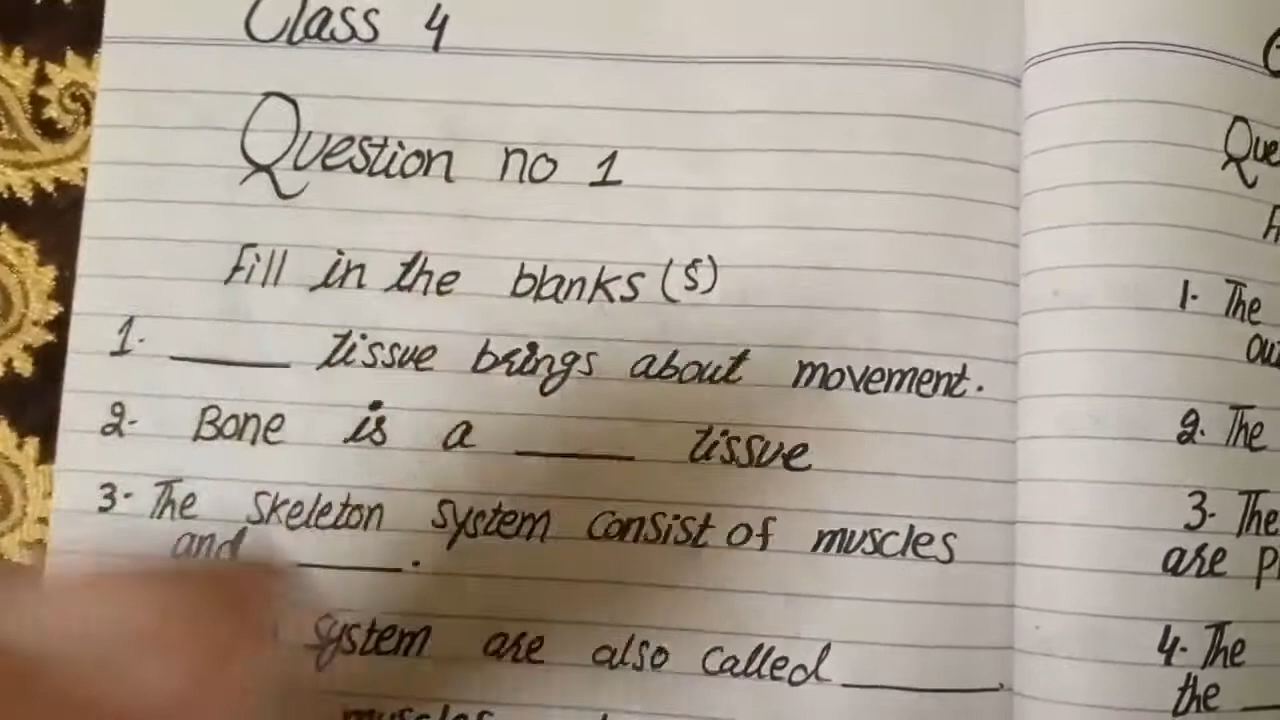 Class 4
Question no 1
Fill in the blanks (5)
1. ____ tissue brings about movement.
2- Bone is a ____ tissue
3- The skeleton system consist of muscles
and ____.
system are also called ____.
muscles
Que
1- The
2. The
3. The
are
4. The
the